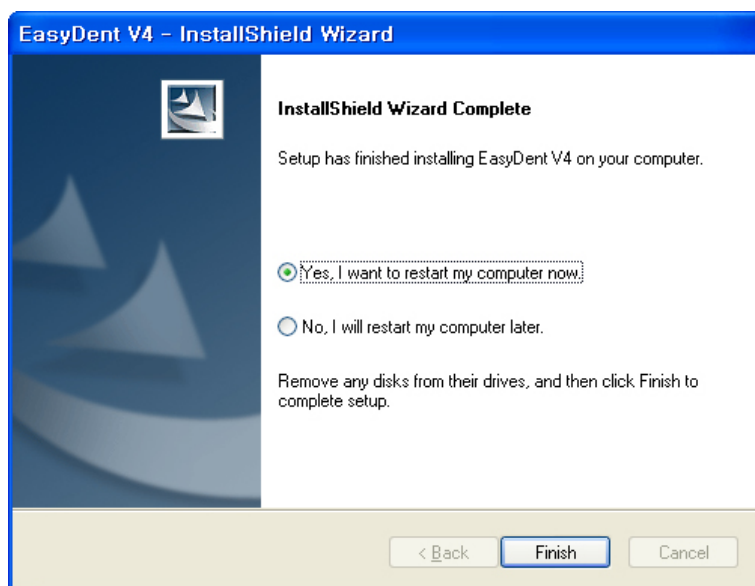 EasyDent V4 - InstallShield Wizard
InstallShield Wizard Complete
Setup has finished installing EasyDent V4 on your computer.
Yes, I want to restart my computer now.
No, I will restart my computer later.
Remove any disks from their drives, and then click Finish to
complete setup.
< Back Finish Cancel